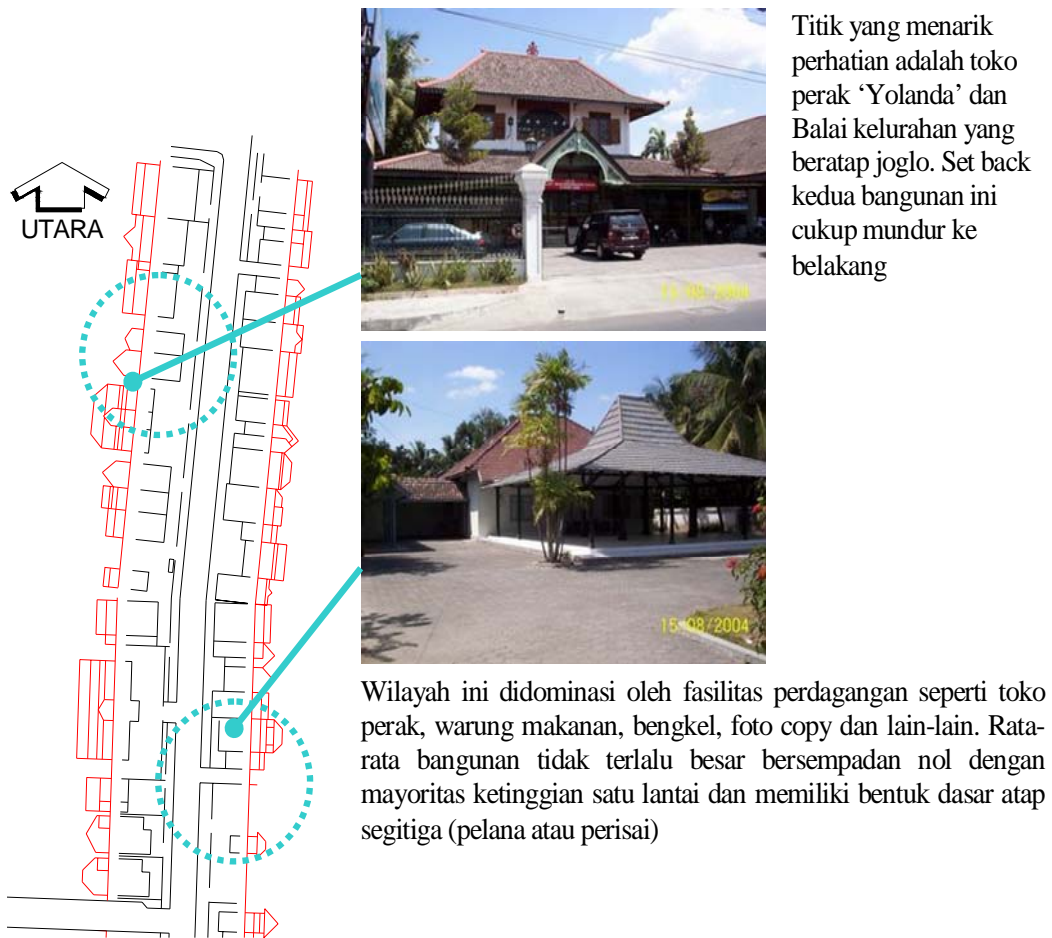 Titik yang menarik
perhatian adalah toko
perak ‘Yolanda’ dan
Balai kelurahan yang
beratap joglo. Set back
kedua bangunan ini
cukup mundur ke
belakang
UTARA
15/08/2004
Wilayah ini didominasi oleh fasilitas perdagangan seperti toko
perak, warung makanan, bengkel, foto copy dan lain-lain. Rata-
rata bangunan tidak terlalu besar bersempadan nol dengan
mayoritas ketinggian satu lantai dan memiliki bentuk dasar atap
segitiga (pelana atau perisai)